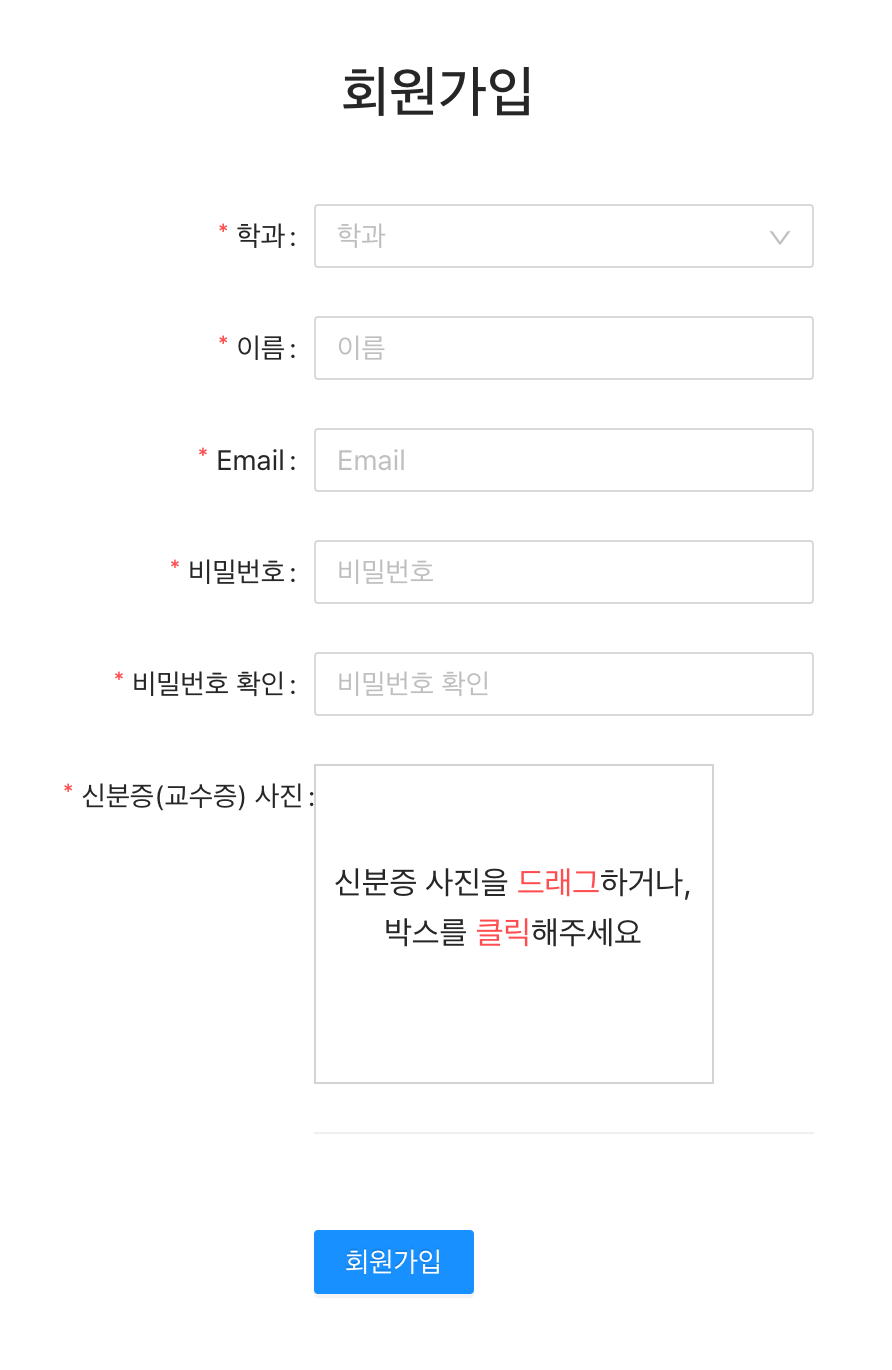 회원가입
* 학과 : 학과
* 이름 : 이름
* Email : Email
* 비밀번호 : 비밀번호
* 비밀번호 확인 : 비밀번호 확인
* 신분증(교수증) 사진 :
신분증 사진을 드래그하거나,
박스를 클릭해주세요
회원가입